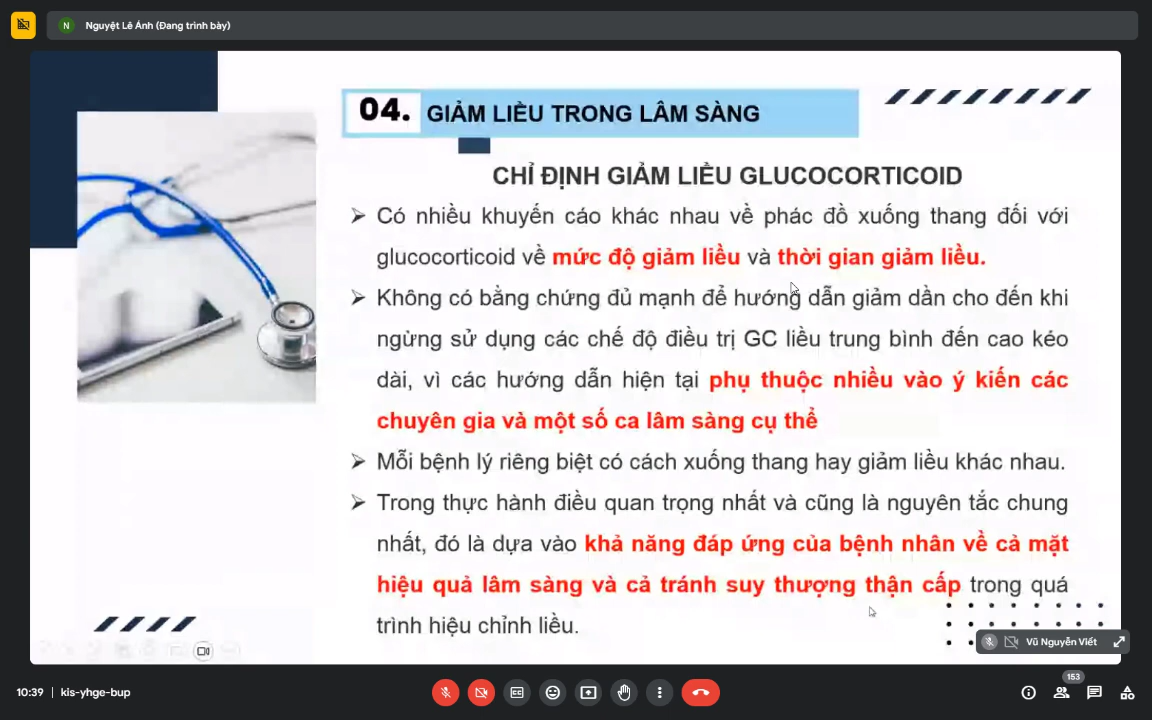 N Nguyệt Lê Ánh (Đang trình bày)
04. GIẢM LIỀU TRONG LÂM SÀNG
CHỈ ĐỊNH GIẢM LIỀU GLUCOCORTICOID
➢ Có nhiều khuyến cáo khác nhau về phác đồ xuống thang đối với
glucocorticoid về mức độ giảm liều và thời gian giảm liều.
➢ Không có bằng chứng đủ mạnh để hướng dẫn giảm dần cho đến khi
ngừng sử dụng các chế độ điều trị GC liều trung bình đến cao kéo
dài, vì các hướng dẫn hiện tại phụ thuộc nhiều vào ý kiến các
chuyên gia và một số ca lâm sàng cụ thể
➢ Mỗi bệnh lý riêng biệt có cách xuống thang hay giảm liều khác nhau.
➢ Trong thực hành điều quan trọng nhất và cũng là nguyên tắc chung
nhất, đó là dựa vào khả năng đáp ứng của bệnh nhân về cả mặt
hiệu quả lâm sàng và cả tránh suy thượng thận cấp trong quá
trình hiệu chỉnh liều.
Vũ Nguyễn Viết
10:39 | kis-yhge-bup
153